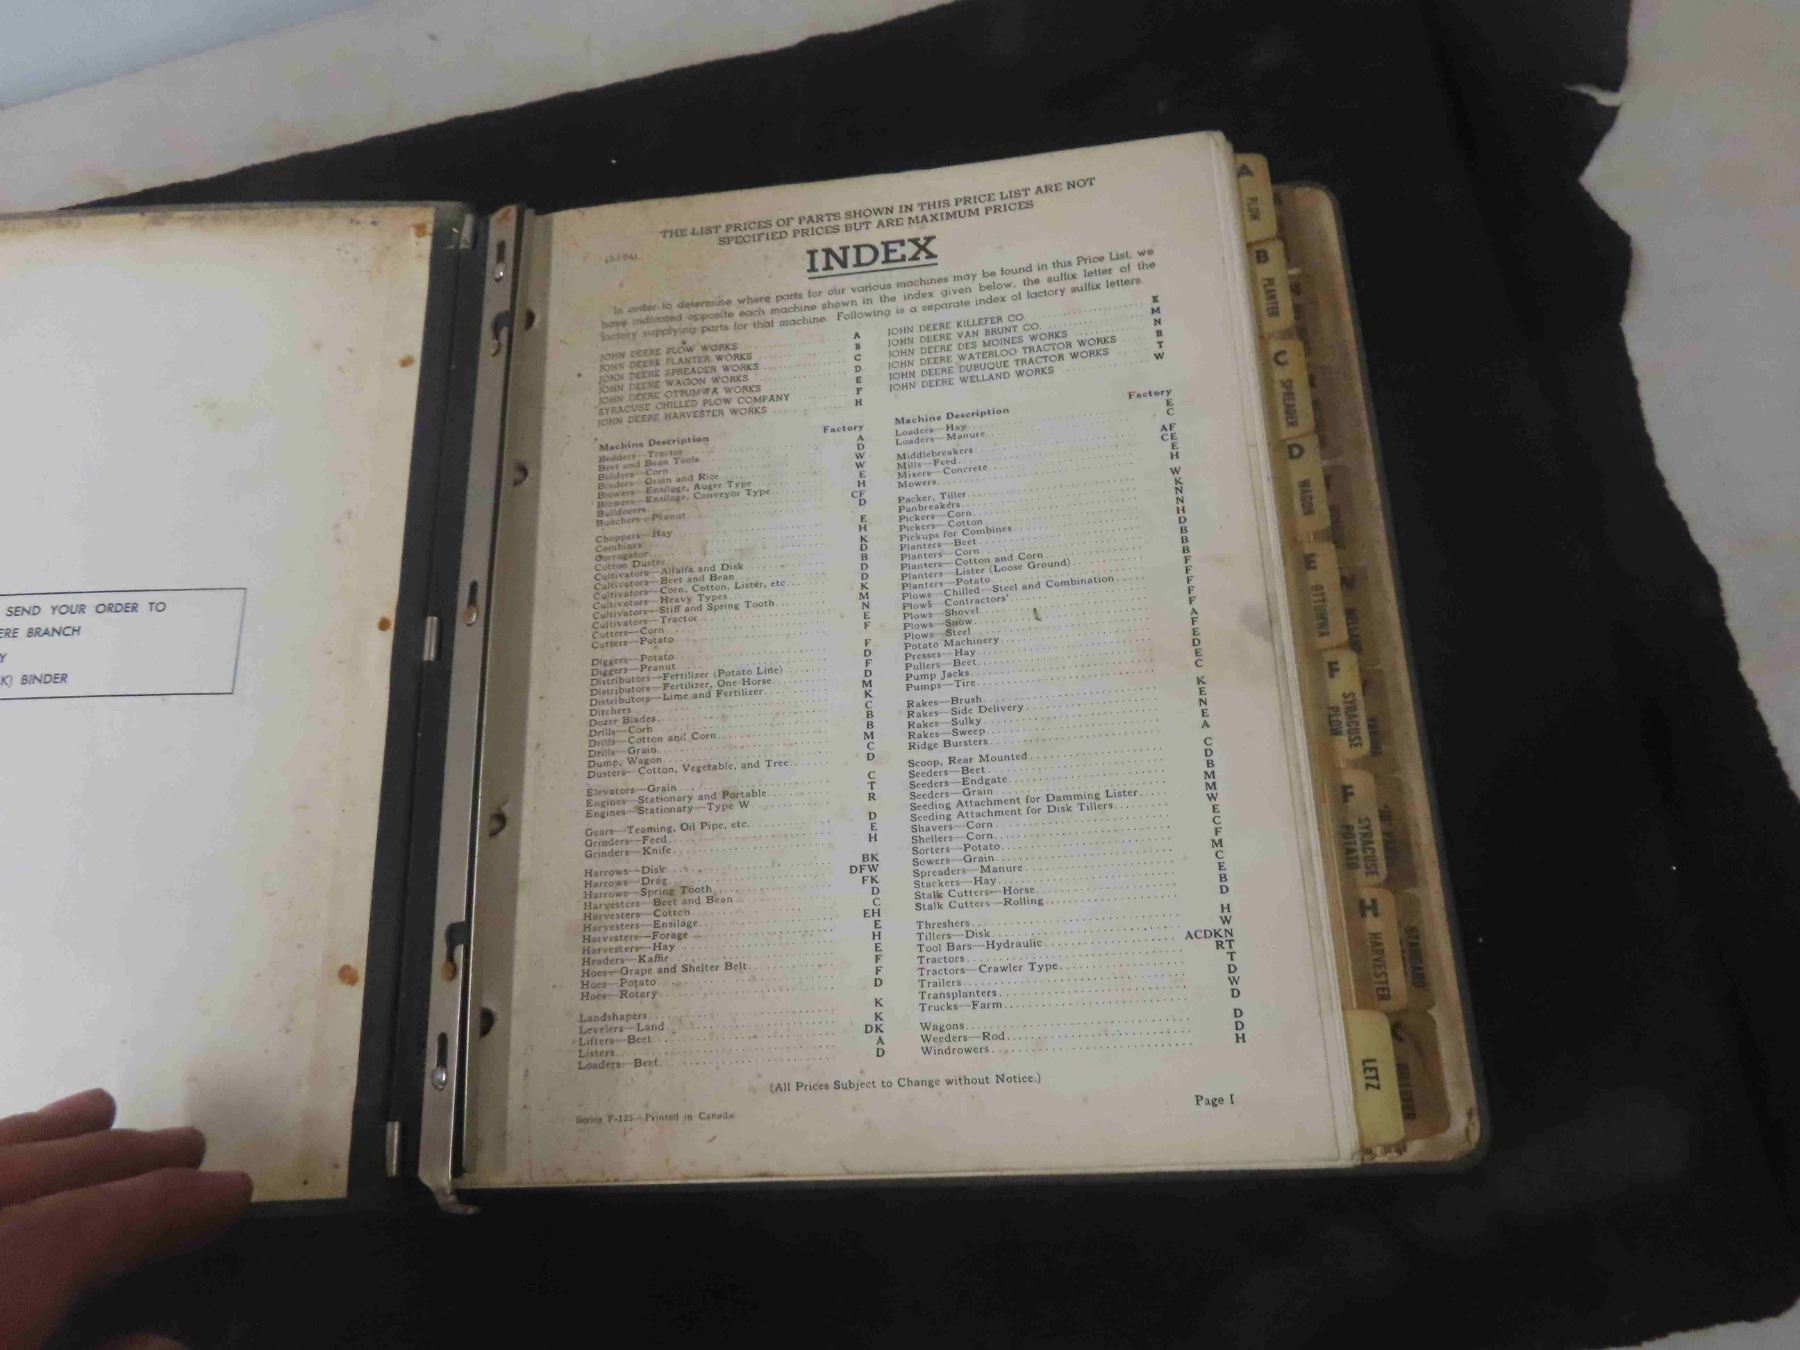 SEND YOUR ORDER TO
ERE BRANCH
Y
K) BINDER
THE LIST PRICES OF PARTS SHOWN IN THIS PRICE LIST ARE NOT
SPECIFIED PRICES BUT ARE MAXIMUM PRICES
INDEX
In order to determine where parts for our various machines may be found in this Price List, we
have indicated opposite each machine shown in the index given below, the suffix letter of the
factory supplying parts for that machine. Following is a separate index of factory suffix letters.
JOHN DEERE PLOW WORKS A
JOHN DEERE PLANTER WORKS B
JOHN DEERE SPREADER WORKS C
JOHN DEERE WAGON WORKS D
JOHN DEERE OTTUMWA WORKS E
SYRACUSE CHILLED PLOW COMPANY F
JOHN DEERE HARVESTER WORKS H
JOHN DEERE KILLEFER CO. K
JOHN DEERE VAN BRUNT CO. M
JOHN DEERE DES MOINES WORKS N
JOHN DEERE WATERLOO TRACTOR WORKS R
JOHN DEERE DUBUQUE TRACTOR WORKS T
JOHN DEERE WELLAND WORKS W
Machine Description Factory
Bedders—Tractor A
Beet and Bean Tools D
Binders—Corn W
Binders—Grain and Rice W
Blowers—Ensilage, Auger Type E
Blowers—Ensilage, Conveyor Type H
Bulldozers CF
Bunchers—Peanut D
Choppers—Hay E
Combines H
Corrugator K
Cotton Duster D
Cultivators—Alfalfa and Disk B
Cultivators—Beet and Bean D
Cultivators—Corn, Cotton, Lister, etc. D
Cultivators—Heavy Types K
Cultivators—Stiff and Spring Tooth M
Cultivators—Tractor N
Cutters—Corn E
Cutters—Potato F
Diggers—Potato F
Diggers—Peanut D
Distributors—Fertilizer (Potato Line) F
Distributors—Fertilizer, One-Horse D
Distributors—Lime and Fertilizer M
Ditchers K
Dozer Blades C
Drills—Corn B
Drills—Cotton and Corn B
Drills—Grain M
Dump, Wagon C
Dusters—Cotton, Vegetable, and Tree D
Elevators—Grain C
Engines—Stationary and Portable T
Engines—Stationary—Type W R
Gears—Teaming, Oil Pipe, etc. D
Grinders—Feed E
Grinders—Knife H
Harrows—Disk BK
Harrows—Drag DFW
Harrows—Spring Tooth FK
Harvesters—Beet and Bean D
Harvesters—Cotton C
Harvesters—Ensilage EH
Harvesters—Forage E
Harvesters—Hay H
Headers—Kaffir E
Hoes—Grape and Shelter Belt F
Hoes—Potato F
Hoes—Rotary D
Landshapers K
Levelers—Land K
Lifters—Beet DK
Listers A
Loaders—Beet D
Machine Description Factory
Loaders—Hay E
Loaders—Manure C
Middlebreakers AF
Mills—Feed CE
Mixers—Concrete E
Mowers H
Packer, Tiller W
Panbreakers K
Pickers—Corn N
Pickers—Cotton N
Pickups for Combines H
Planters—Beet D
Planters—Corn B
Planters—Cotton and Corn B
Planters—Lister (Loose Ground) B
Planters—Potato F
Plows—Chilled—Steel and Combination F
Plows—Contractors' F
Plows—Shovel F
Plows—Snow F
Plows—Steel A
Potato Machinery F
Presses—Hay E
Pullers—Beet D
Pump Jacks E
Pumps—Tire C
Rakes—Brush K
Rakes—Side Delivery E
Rakes—Sulky N
Rakes—Sweep E
Ridge Bursters A
Scoop, Rear Mounted C
Seeders—Beet D
Seeders—Endgate B
Seeders—Grain M
Seeding Attachment for Damming Lister M
Seeding Attachment for Disk Tillers W
Shavers—Corn E
Shellers—Corn C
Sorters—Potato F
Sowers—Grain M
Spreaders—Manure C
Stackers—Hay E
Stalk Cutters—Horse B
Stalk Cutters—Rolling D
Threshers H
Tillers—Disk W
Tool Bars—Hydraulic ACDKN
Tractors RT
Tractors—Crawler Type T
Trailers D
Transplanters W
Trucks—Farm D
Wagons D
Weeders—Rod D
Windrowers H
(All Prices Subject to Change without Notice.)
Series P-125—Printed in Canada
Page 1
A PLOW
B PLANTER
C SPREADER
D WAGON
E OTTUMWA
F SYRACUSE PLOW
F SYRACUSE POTATO
H HARVESTER
LETZ
WELLAND
STANDARD
KILLEFER